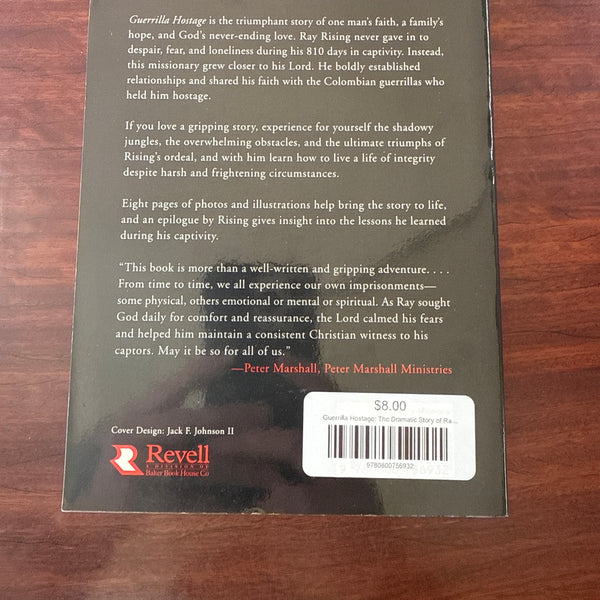 Guerrilla Hostage is the triumphant story of one man's faith, a family's
hope, and God's never-ending love. Ray Rising never gave in to
despair, fear, and loneliness during his 810 days in captivity. Instead,
this missionary grew closer to his Lord. He boldly established
relationships and shared his faith with the Colombian guerrillas who
held him hostage.
If you love a gripping story, experience for yourself the shadowy
jungles, the overwhelming obstacles, and the ultimate triumphs of
Rising's ordeal, and with him learn how to live a life of integrity
despite harsh and frightening circumstances.
Eight pages of photos and illustrations help bring the story to life,
and an epilogue by Rising gives insight into the lessons he learned
during his captivity.
“This book is more than a well-written and gripping adventure. . . .
From time to time, we all experience our own imprisonments—
some physical, others emotional or mental or spiritual. As Ray sought
God daily for comfort and reassurance, the Lord calmed his fears
and helped him maintain a consistent Christian witness to his
captors. May it be so for all of us.”
—Peter Marshall, Peter Marshall Ministries
Cover Design: Jack F. Johnson II
Revell
A DIVISION OF
Baker Book House Co
$8.00
Guerrilla Hostage: The Dramatic Story of Ra...
9780800756932